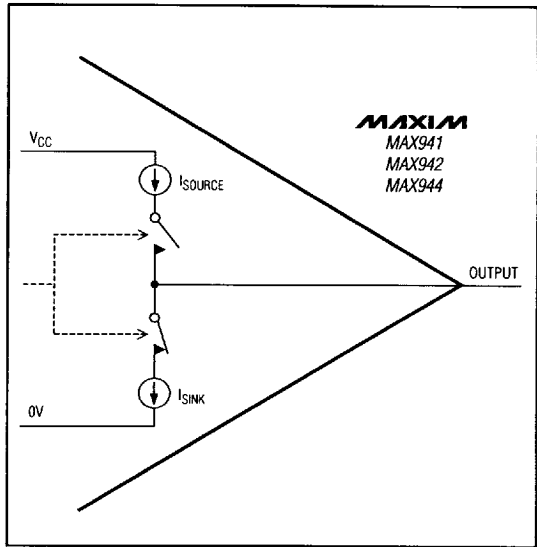 MAXIM
MAX941
MAX942
MAX944
VCC
ISOURCE
OUTPUT
ISINK
0V